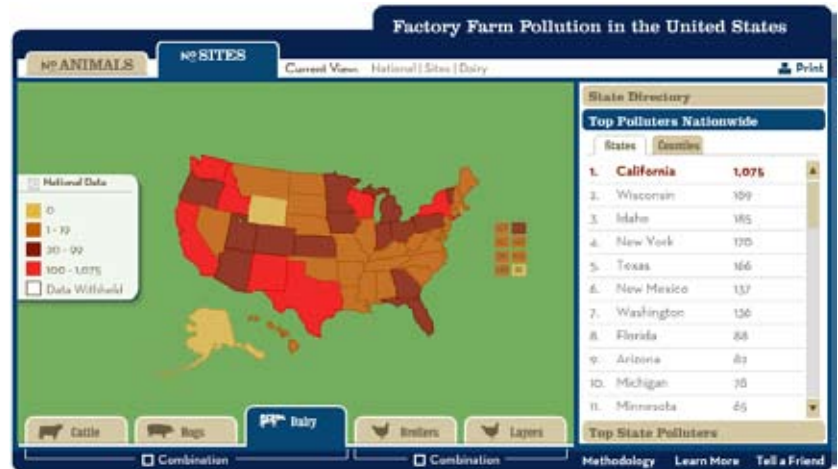 Factory Farm Pollution in the United States
Nº ANIMALS
Nº SITES
Current View: National | Sites | Dairy
Print
National Data
0
1 - 19
20 - 99
100 - 1,075
Data Withheld
State Directory
Top Polluters Nationwide
States Counties
1. California 1,075
2. Wisconsin 189
3. Idaho 185
4. New York 170
5. Texas 166
6. New Mexico 137
7. Washington 136
8. Florida 88
9. Arizona 82
10. Michigan 78
11. Minnesota 65
Top State Polluters
Cattle
Hogs
Dairy
Broilers
Layers
Combination
Combination
Methodology Learn More Tell a Friend